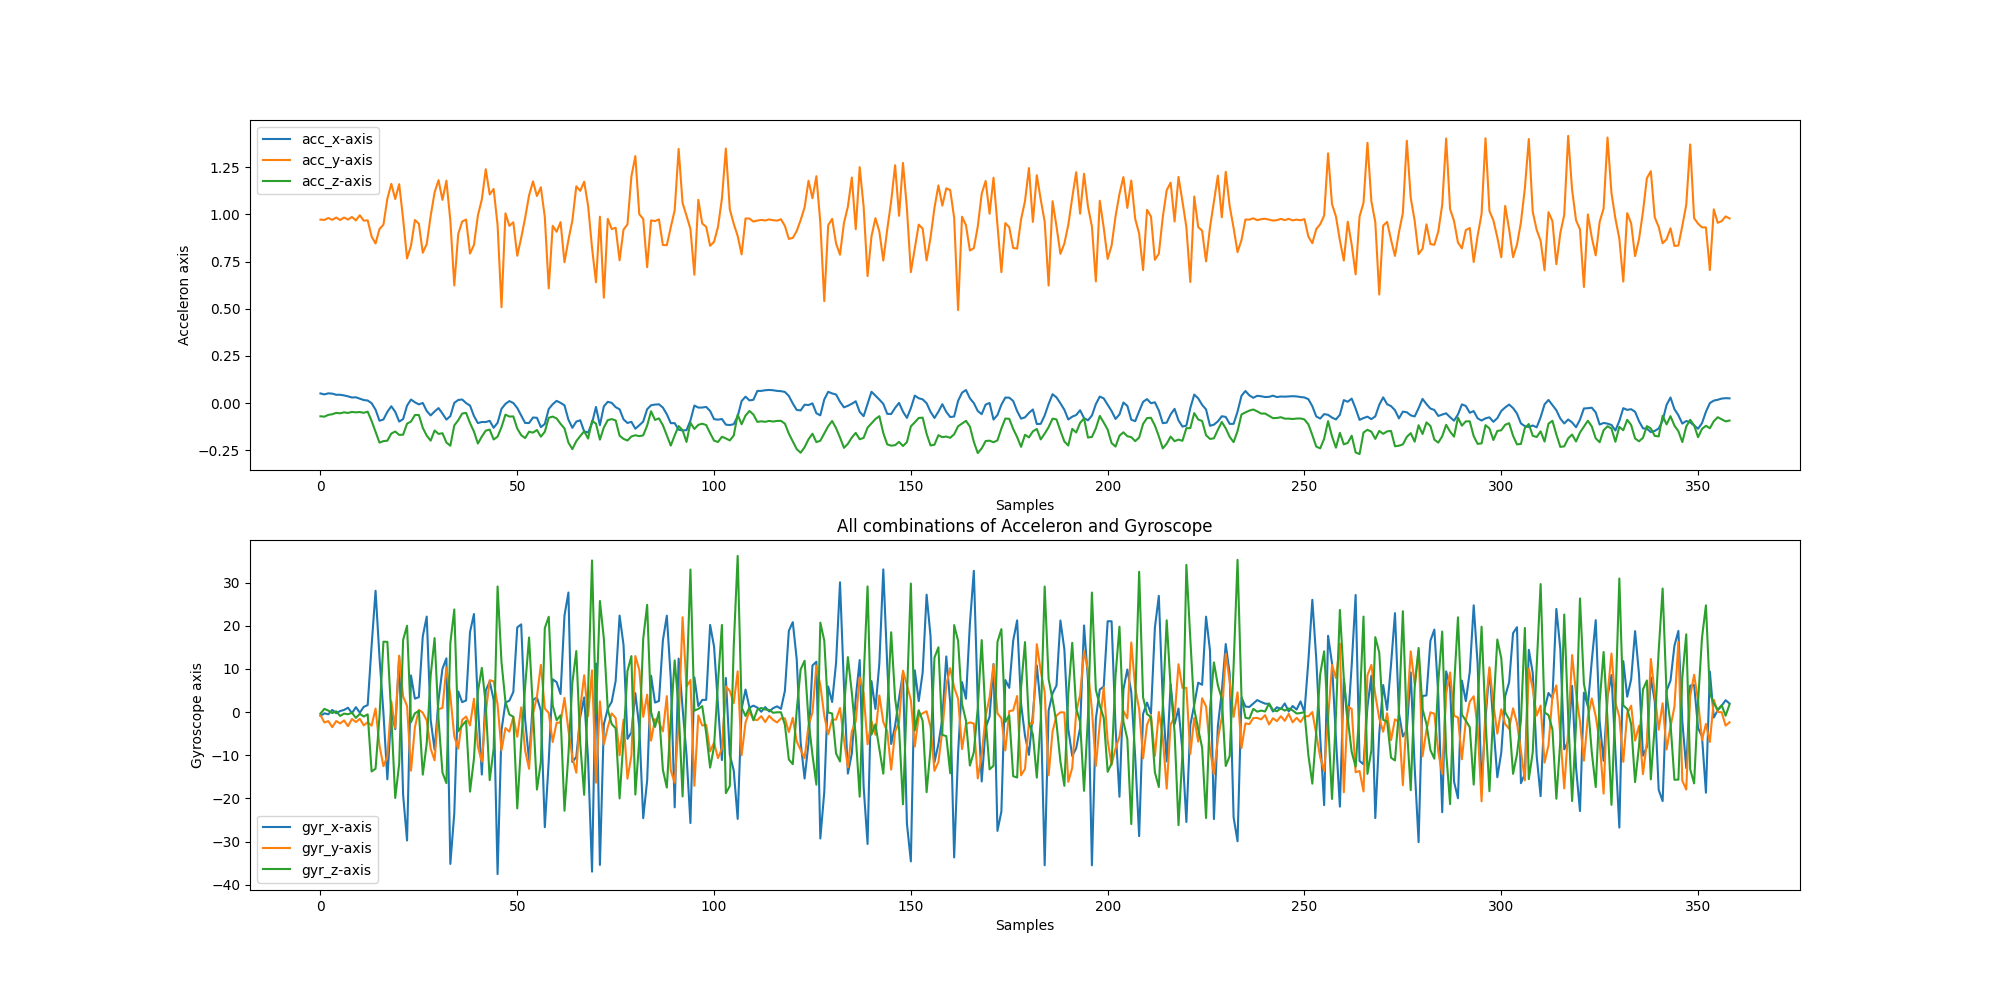 acc_x-axis
acc_y-axis
acc_z-axis
Acceleron axis
1.25
1.00
0.75
0.50
0.25
0.00
−0.25
0 50 100 150 200 250 300 350
Samples
All combinations of Acceleron and Gyroscope
Gyroscope axis
30
20
10
0
−10
−20
−30
−40
gyr_x-axis
gyr_y-axis
gyr_z-axis
0 50 100 150 200 250 300 350
Samples